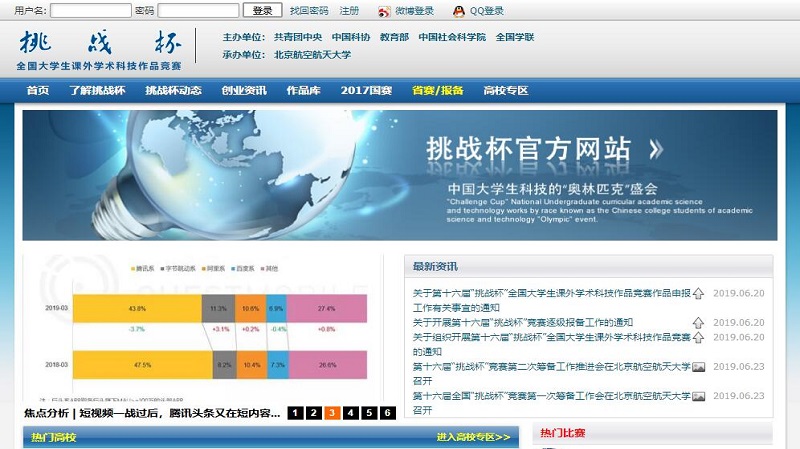 用户名: 密码 登录 找回密码 注册 微博登录 QQ登录
挑战杯
全国大学生课外学术科技作品竞赛
主办单位： 共青团中央 中国科协 教育部 中国社会科学院 全国学联
承办单位： 北京航空航天大学
首页 了解挑战杯 挑战杯动态 创业资讯 作品库 2017国赛 省赛/报备 高校专区
挑战杯官方网站
中国大学生科技的“奥林匹克”盛会
"Challenge Cup" National Undergraduate curricular academic science
and technology works by race known as the Chinese college students of academic
science and technology "Olympic" event.
腾讯系 字节跳动系 阿里系 百度系 其他
2019-03 43.8% 11.3% 10.6% 6.9% 27.4%
-3.7% +3.1% +0.2% -0.4% +0.8%
2018-03 47.5% 8.2% 10.4% 7.3% 26.6%
焦点分析 | 短视频一战过后，腾讯头条又在短内容... 1 2 3 4 5 6
最新资讯
关于第十六届"挑战杯"全国大学生课外学术科技作品竞赛作品申报 2019.06.20
工作有关事宜的通知
关于开展第十六届"挑战杯"竞赛逐级报备工作的通知 2019.06.20
关于组织开展第十六届"挑战杯"全国大学生课外学术科技作品竞赛 2019.06.20
的通知
第十六届"挑战杯"竞赛第二次筹备工作推进会在北京航空航天大学 2019.06.23
召开
第十六届全国"挑战杯"竞赛第一次筹备工作会在北京航空航天大学 2019.06.23
召开
热门高校 进入高校专区>>
热门比赛